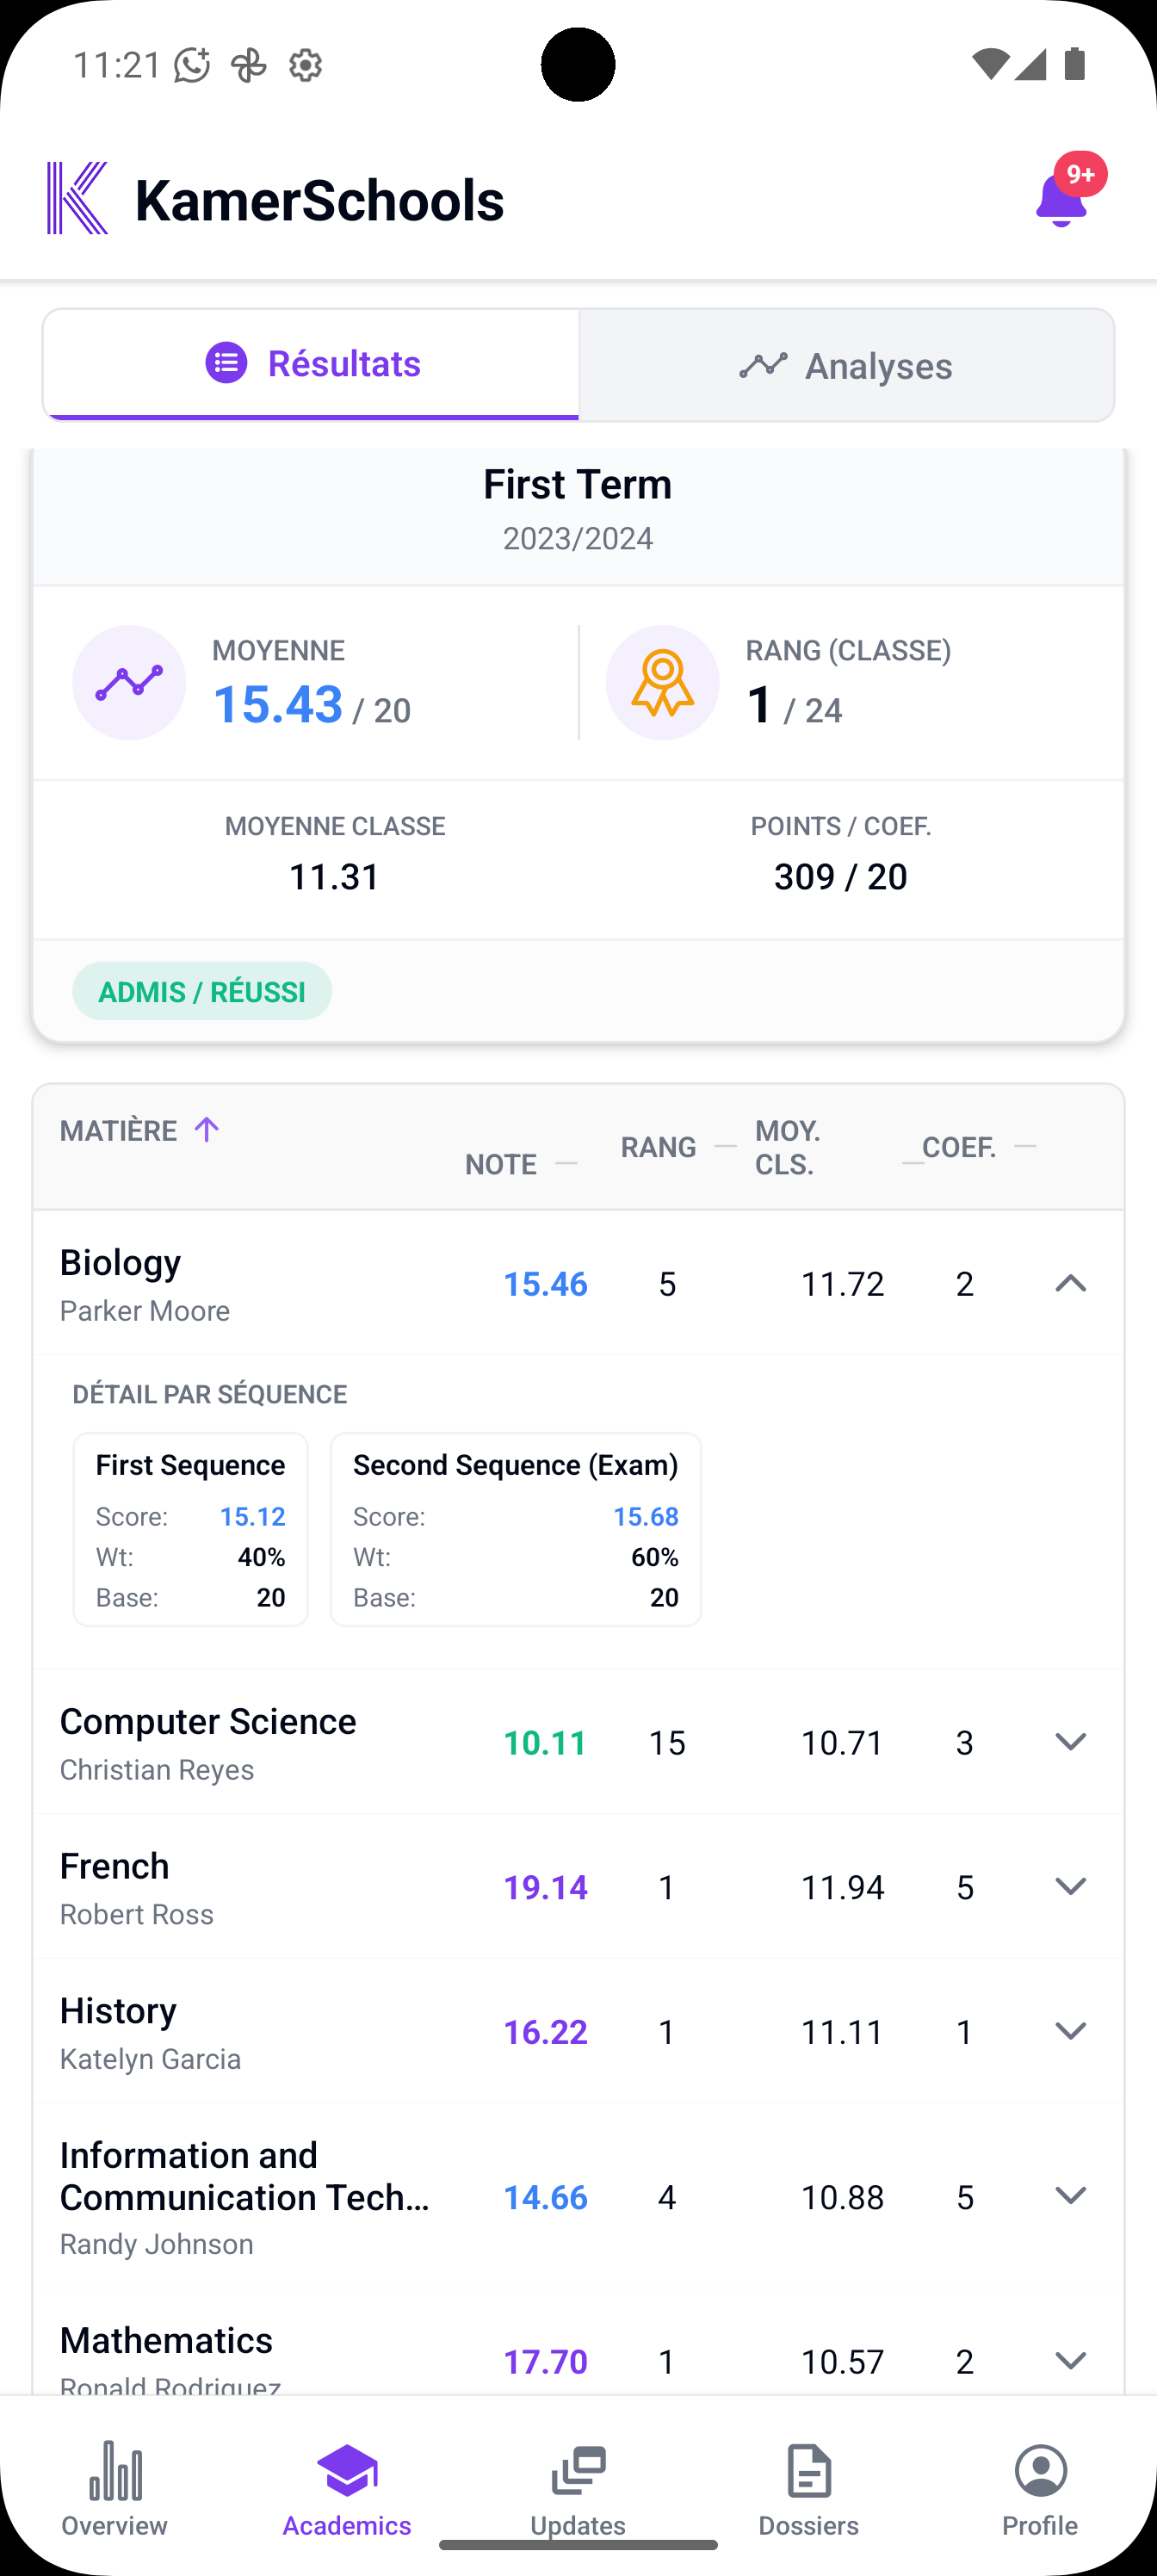 11:21
KamerSchools
9+
Résultats
Analyses
First Term
2023/2024
MOYENNE
15.43 / 20
RANG (CLASSE)
1 / 24
MOYENNE CLASSE
11.31
POINTS / COEF.
309 / 20
ADMIS / RÉUSSI
MATIÈRE
NOTE
RANG
MOY.
CLS.
COEF.
Biology
Parker Moore
15.46 5 11.72 2
DÉTAIL PAR SÉQUENCE
First Sequence
Score: 15.12
Wt: 40%
Base: 20
Second Sequence (Exam)
Score: 15.68
Wt: 60%
Base: 20
Computer Science
Christian Reyes
10.11 15 10.71 3
French
Robert Ross
19.14 1 11.94 5
History
Katelyn Garcia
16.22 1 11.11 1
Information and
Communication Tech...
Randy Johnson
14.66 4 10.88 5
Mathematics
Ronald Rodriguez
17.70 1 10.57 2
Overview
Academics
Updates
Dossiers
Profile